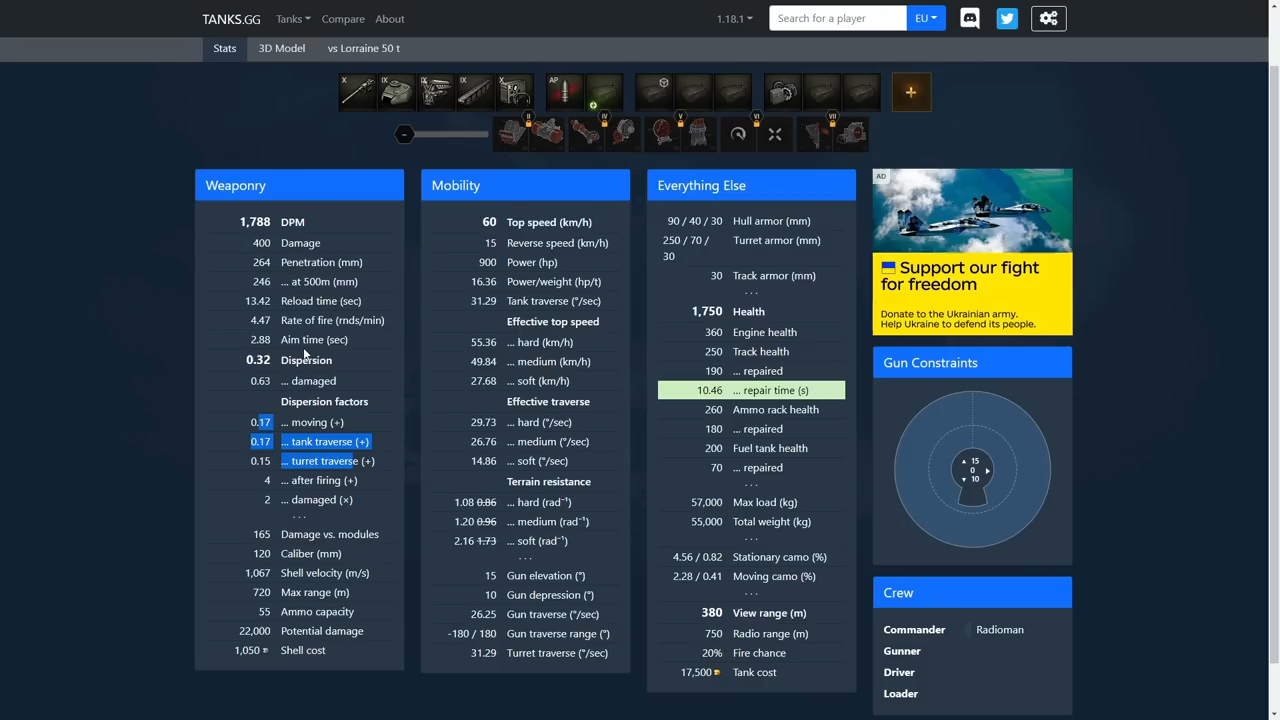 TANKS.GG Tanks Compare About 1.18.1 Search for a player EU
Stats 3D Model vs Lorraine 50 t
X IX IX IX X AP
II IV V VI VII
Weaponry
1,788 DPM
400 Damage
264 Penetration (mm)
246 ... at 500m (mm)
13.42 Reload time (sec)
4.47 Rate of fire (rnds/min)
2.88 Aim time (sec)
0.32 Dispersion
0.63 ... damaged
Dispersion factors
0.17 ... moving (+)
0.17 ... tank traverse (+)
0.15 ... turret traverse (+)
4 ... after firing (+)
2 ... damaged (×)
...
165 Damage vs. modules
120 Caliber (mm)
1,067 Shell velocity (m/s)
720 Max range (m)
55 Ammo capacity
22,000 Potential damage
1,050 Shell cost
Mobility
60 Top speed (km/h)
15 Reverse speed (km/h)
900 Power (hp)
16.36 Power/weight (hp/t)
31.29 Tank traverse (°/sec)
Effective top speed
55.36 ... hard (km/h)
49.84 ... medium (km/h)
27.68 ... soft (km/h)
Effective traverse
29.73 ... hard (°/sec)
26.76 ... medium (°/sec)
14.86 ... soft (°/sec)
Terrain resistance
1.08 0.86 ... hard (rad⁻¹)
1.20 0.96 ... medium (rad⁻¹)
2.16 1.73 ... soft (rad⁻¹)
...
15 Gun elevation (°)
10 Gun depression (°)
26.25 Gun traverse (°/sec)
-180 / 180 Gun traverse range (°)
31.29 Turret traverse (°/sec)
Everything Else
90 / 40 / 30 Hull armor (mm)
250 / 70 / Turret armor (mm)
30
30 Track armor (mm)
...
1,750 Health
360 Engine health
250 Track health
190 ... repaired
10.46 ... repair time (s)
260 Ammo rack health
180 ... repaired
200 Fuel tank health
70 ... repaired
...
57,000 Max load (kg)
55,000 Total weight (kg)
...
4.56 / 0.82 Stationary camo (%)
2.28 / 0.41 Moving camo (%)
...
380 View range (m)
750 Radio range (m)
20% Fire chance
17,500 Tank cost
AD
Support our fight
for freedom
Donate to the Ukrainian army.
Help Ukraine to defend its people.
Gun Constraints
15
0
10
Crew
Commander Radioman
Gunner
Driver
Loader